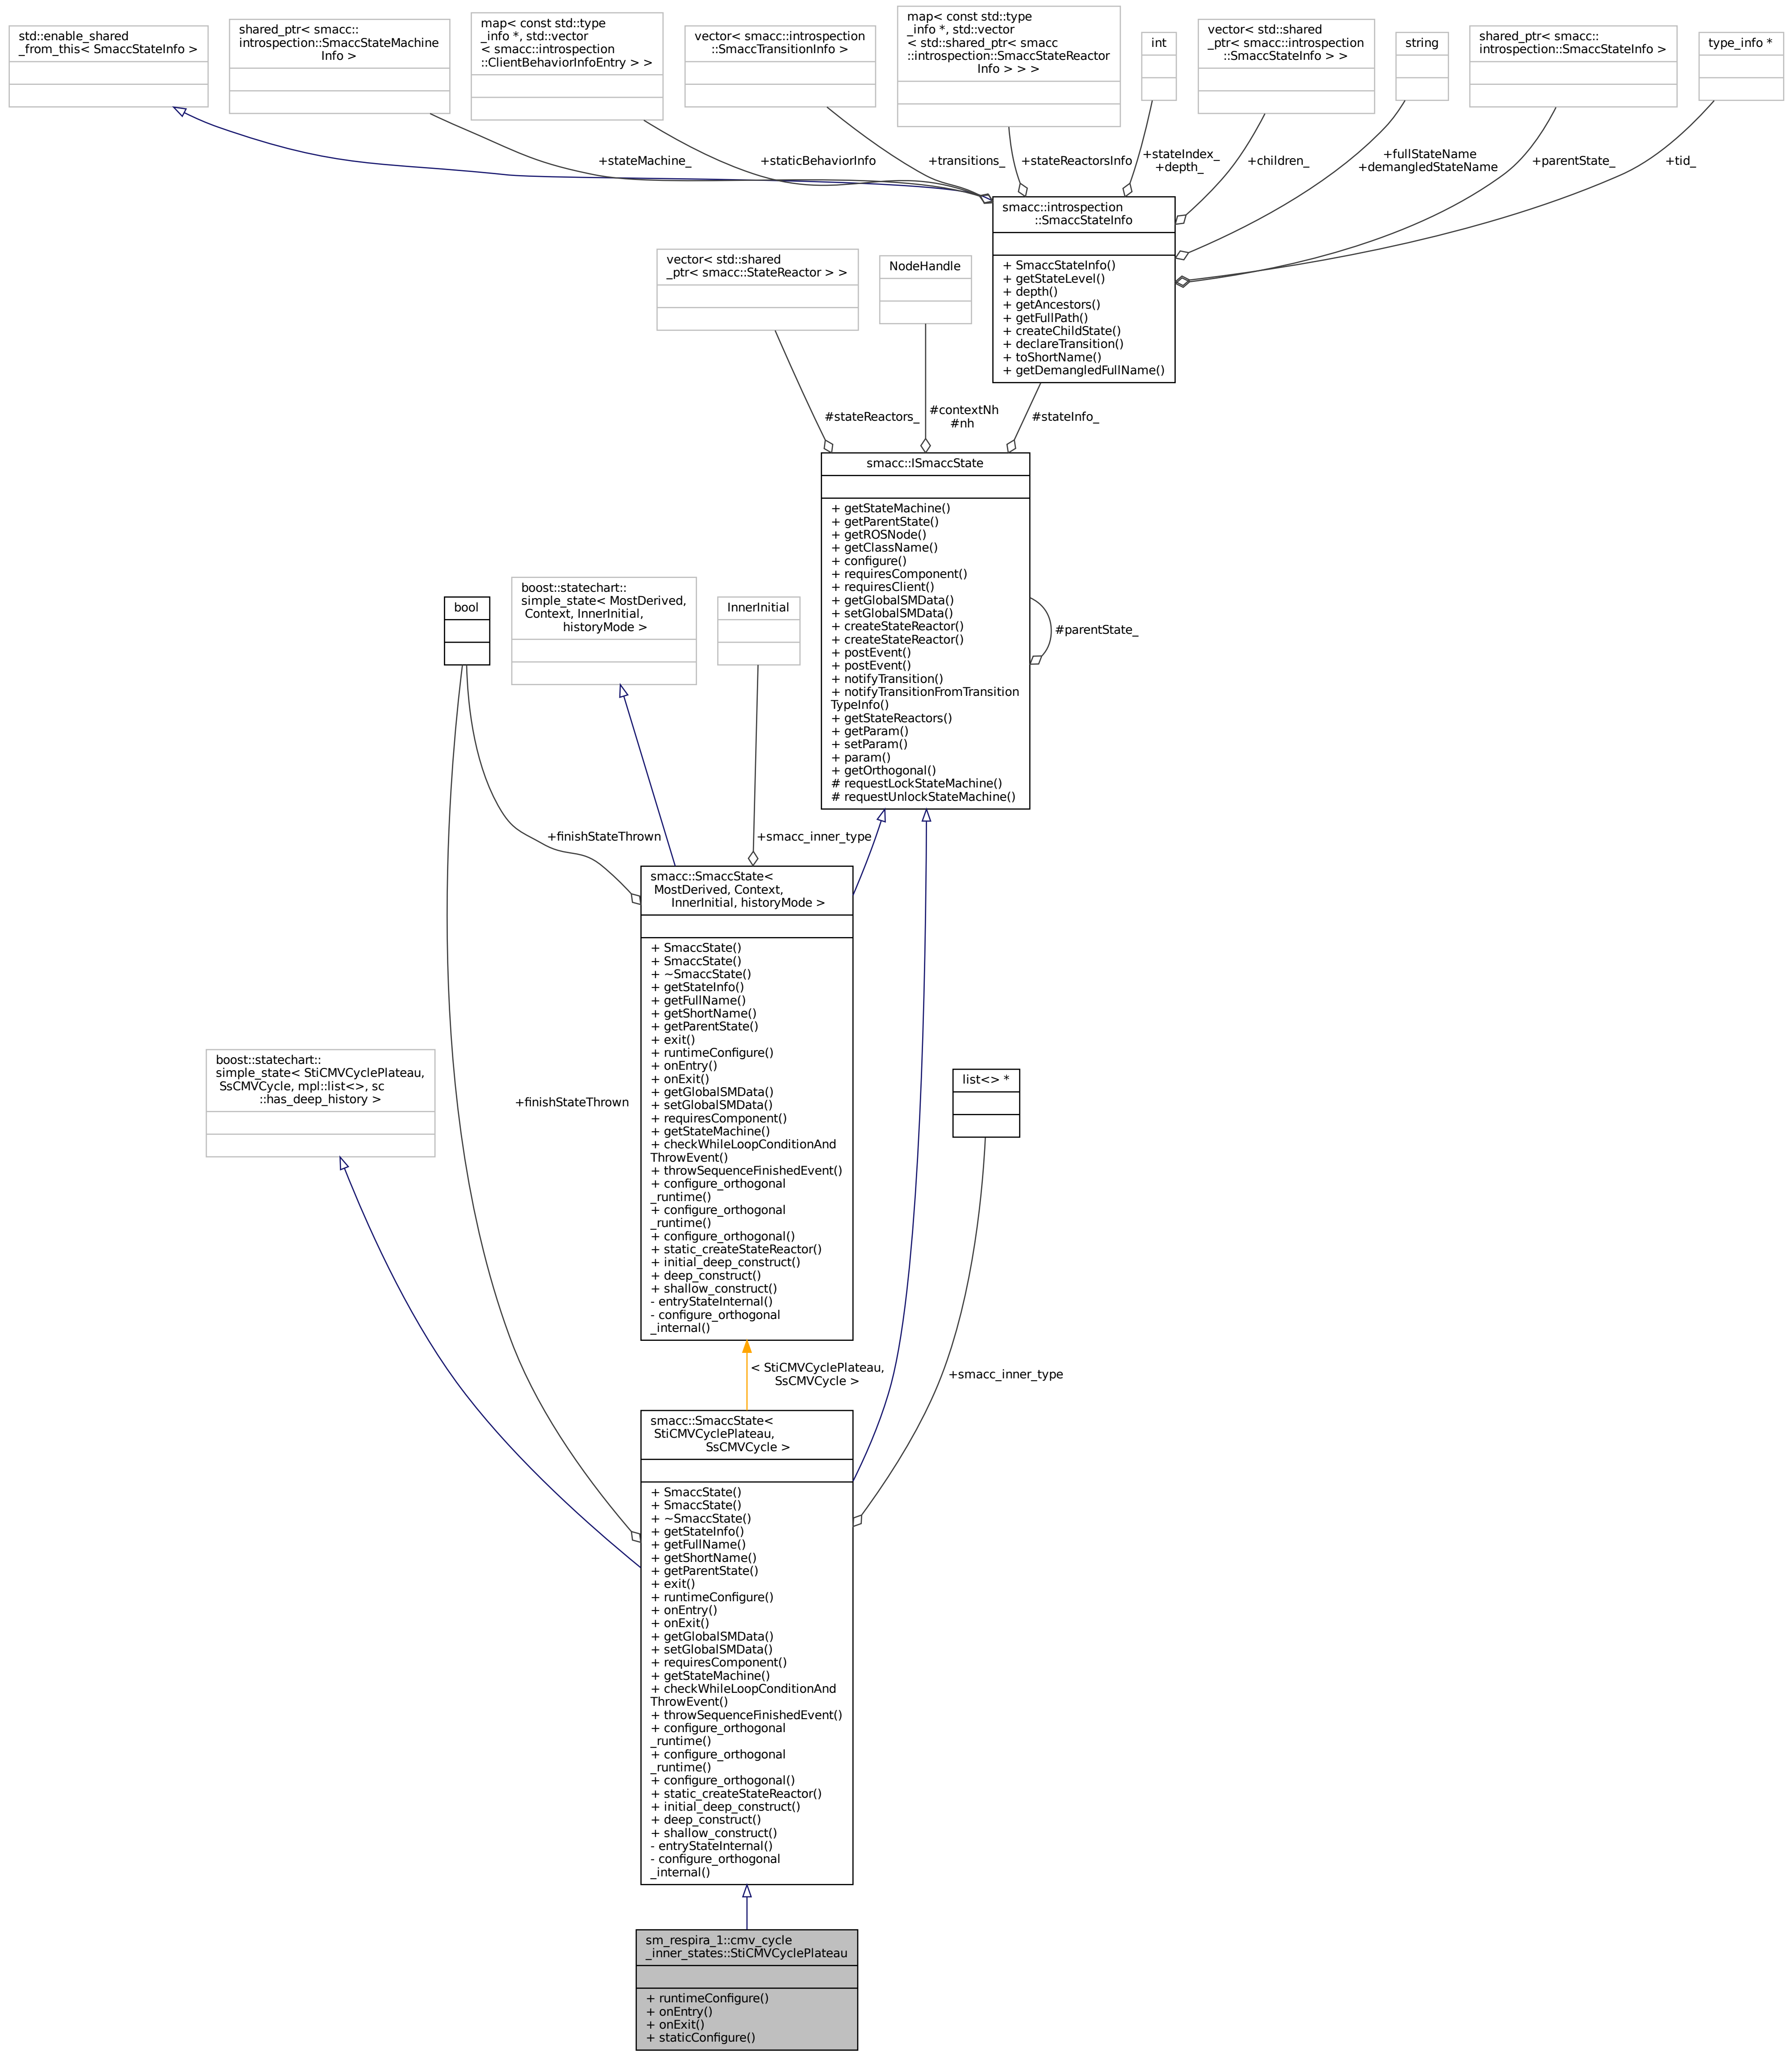 std::enable_shared
_from_this< SmaccStateInfo >
shared_ptr< smacc::
introspection::SmaccStateMachine
Info >
map< const std::type
_info *, std::vector
< smacc::introspection
::ClientBehaviorInfoEntry > >
vector< smacc::introspection
::SmaccTransitionInfo >
map< const std::type
_info *, std::vector
< std::shared_ptr< smacc
::introspection::SmaccStateReactor
Info > > >
int
vector< std::shared
_ptr< smacc::introspection
::SmaccStateInfo > >
string
shared_ptr< smacc::
introspection::SmaccStateInfo >
type_info *
+stateMachine_
+staticBehaviorInfo
+transitions_
+stateReactorsInfo
+stateIndex_
+depth_
+children_
+fullStateName
+demangledStateName
+parentState_
+tid_
smacc::introspection
::SmaccStateInfo
+ SmaccStateInfo()
+ getStateLevel()
+ depth()
+ getAncestors()
+ getFullPath()
+ createChildState()
+ declareTransition()
+ toShortName()
+ getDemangledFullName()
vector< std::shared
_ptr< smacc::StateReactor > >
NodeHandle
#stateReactors_
#contextNh
#nh
#stateInfo_
smacc::ISmaccState
+ getStateMachine()
+ getParentState()
+ getROSNode()
+ getClassName()
+ configure()
+ requiresComponent()
+ requiresClient()
+ getGlobalSMData()
+ setGlobalSMData()
+ createStateReactor()
+ createStateReactor()
+ postEvent()
+ postEvent()
+ notifyTransition()
+ notifyTransitionFromTransition
TypeInfo()
+ getStateReactors()
+ getParam()
+ setParam()
+ param()
+ getOrthogonal()
# requestLockStateMachine()
# requestUnlockStateMachine()
#parentState_
bool
boost::statechart::
simple_state< MostDerived,
Context, InnerInitial,
historyMode >
InnerInitial
+finishStateThrown
+smacc_inner_type
smacc::SmaccState<
MostDerived, Context,
InnerInitial, historyMode >
+ SmaccState()
+ SmaccState()
+ ~SmaccState()
+ getStateInfo()
+ getFullName()
+ getShortName()
+ getParentState()
+ exit()
+ runtimeConfigure()
+ onEntry()
+ onExit()
+ getGlobalSMData()
+ setGlobalSMData()
+ requiresComponent()
+ getStateMachine()
+ checkWhileLoopConditionAnd
ThrowEvent()
+ throwSequenceFinishedEvent()
+ configure_orthogonal
_runtime()
+ configure_orthogonal
_runtime()
+ configure_orthogonal()
+ static_createStateReactor()
+ initial_deep_construct()
+ deep_construct()
+ shallow_construct()
- entryStateInternal()
- configure_orthogonal
_internal()
boost::statechart::
simple_state< StiCMVCyclePlateau,
SsCMVCycle, mpl::list<>, sc
::has_deep_history >
+finishStateThrown
list<> *
< StiCMVCyclePlateau,
SsCMVCycle >
+smacc_inner_type
smacc::SmaccState<
StiCMVCyclePlateau,
SsCMVCycle >
+ SmaccState()
+ SmaccState()
+ ~SmaccState()
+ getStateInfo()
+ getFullName()
+ getShortName()
+ getParentState()
+ exit()
+ runtimeConfigure()
+ onEntry()
+ onExit()
+ getGlobalSMData()
+ setGlobalSMData()
+ requiresComponent()
+ getStateMachine()
+ checkWhileLoopConditionAnd
ThrowEvent()
+ throwSequenceFinishedEvent()
+ configure_orthogonal
_runtime()
+ configure_orthogonal
_runtime()
+ configure_orthogonal()
+ static_createStateReactor()
+ initial_deep_construct()
+ deep_construct()
+ shallow_construct()
- entryStateInternal()
- configure_orthogonal
_internal()
sm_respira_1::cmv_cycle
_inner_states::StiCMVCyclePlateau
+ runtimeConfigure()
+ onEntry()
+ onExit()
+ staticConfigure()